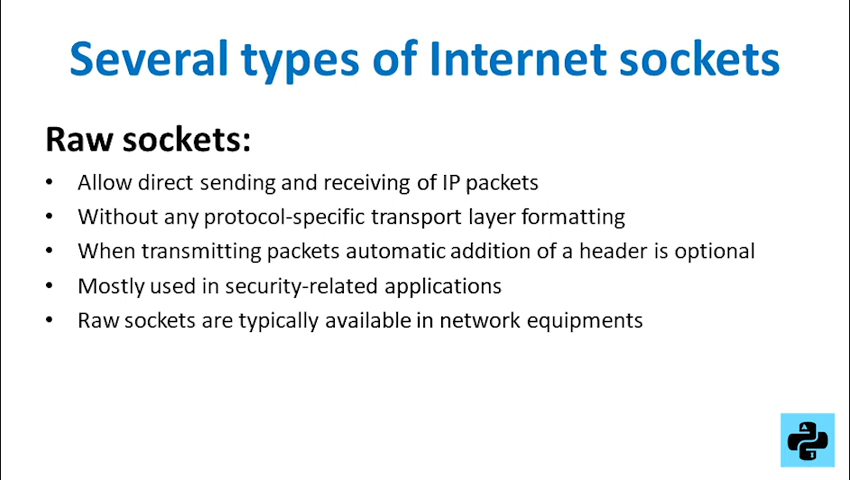 Several types of Internet sockets
Raw sockets:
• Allow direct sending and receiving of IP packets
• Without any protocol-specific transport layer formatting
• When transmitting packets automatic addition of a header is optional
• Mostly used in security-related applications
• Raw sockets are typically available in network equipments
A
T